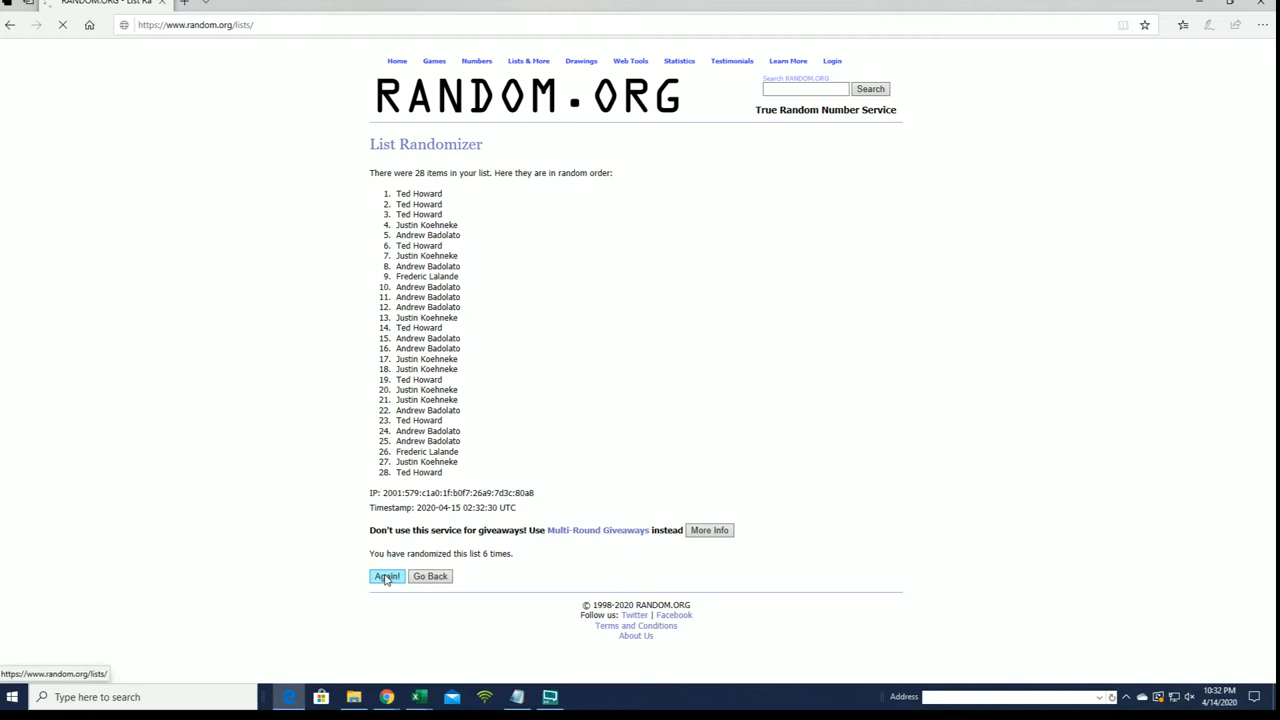 RANDOM.ORG - List Ra
https://www.random.org/lists/
Home Games Numbers Lists & More Drawings Web Tools Statistics Testimonials Learn More Login
Search RANDOM.ORG
RANDOM.ORG
Search
True Random Number Service
List Randomizer
There were 28 items in your list. Here they are in random order:
1. Ted Howard
2. Ted Howard
3. Ted Howard
4. Justin Koehneke
5. Andrew Badolato
6. Ted Howard
7. Justin Koehneke
8. Andrew Badolato
9. Frederic Lalande
10. Andrew Badolato
11. Andrew Badolato
12. Andrew Badolato
13. Justin Koehneke
14. Ted Howard
15. Andrew Badolato
16. Andrew Badolato
17. Justin Koehneke
18. Justin Koehneke
19. Ted Howard
20. Justin Koehneke
21. Justin Koehneke
22. Andrew Badolato
23. Ted Howard
24. Andrew Badolato
25. Andrew Badolato
26. Frederic Lalande
27. Justin Koehneke
28. Ted Howard
IP: 2001:579:c1a0:1f:b0f7:26a9:7d3c:80a8
Timestamp: 2020-04-15 02:32:30 UTC
Don't use this service for giveaways! Use Multi-Round Giveaways instead More Info
You have randomized this list 6 times.
Again! Go Back
© 1998-2020 RANDOM.ORG
Follow us: Twitter | Facebook
Terms and Conditions
About Us
https://www.random.org/lists/
Type here to search
Address
10:32 PM
4/14/2020